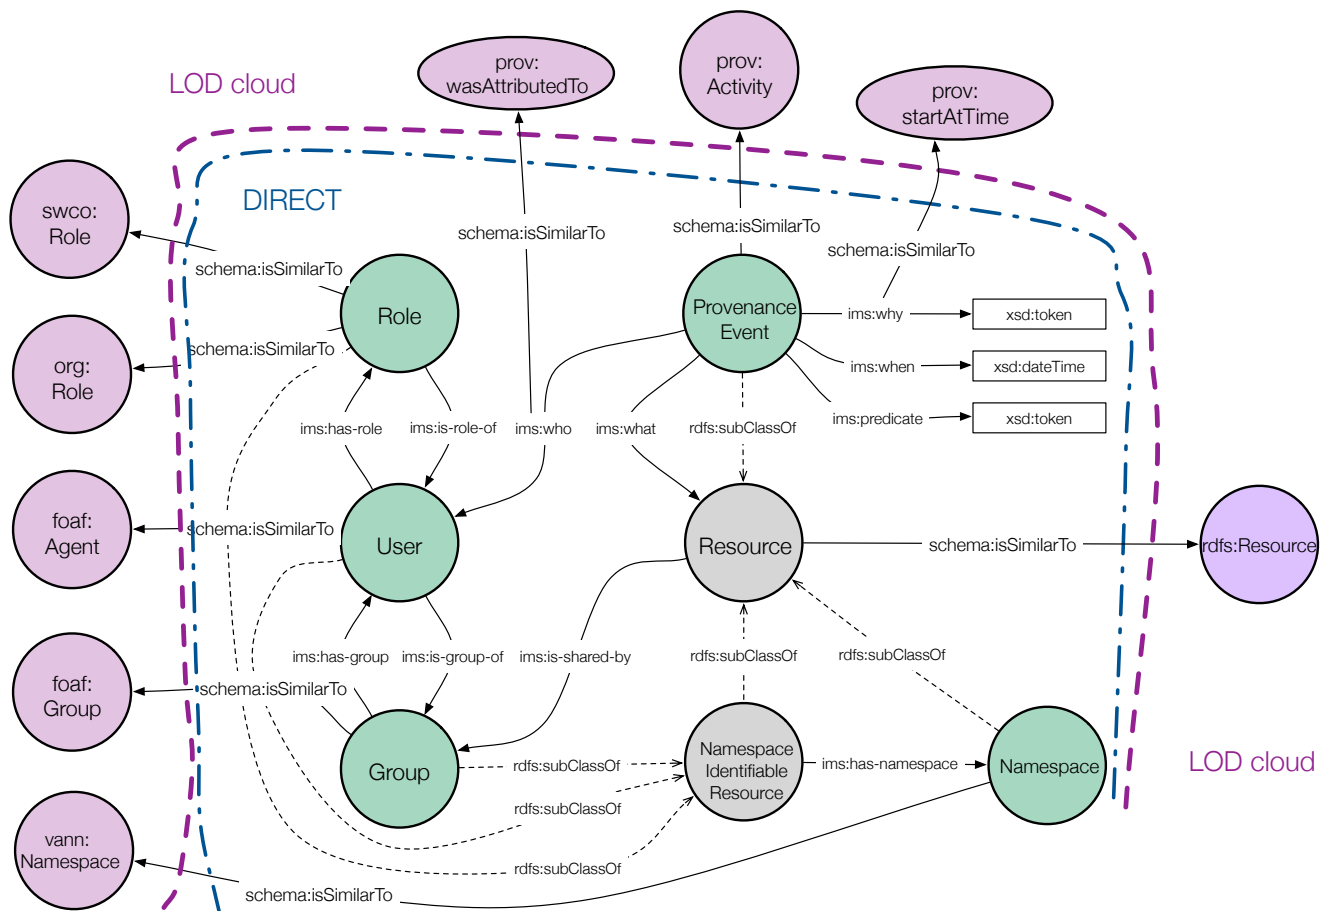 prov:
wasAttributedTo
prov:
Activity
prov:
startAtTime
LOD cloud
DIRECT
swco:
Role
schema:isSimilarTo
schema:isSimilarTo
schema:isSimilarTo
schema:isSimilarTo
Role
Provenance
Event
ims:why
xsd:token
org:
Role
schema:isSimilarTo
ims:when
xsd:dateTime
ims:predicate
xsd:token
ims:has-role
ims:is-role-of
ims:who
ims:what
rdfs:subClassOf
foaf:
Agent
schema:isSimilarTo
User
Resource
schema:isSimilarTo
rdfs:Resource
ims:has-group
ims:is-group-of
ims:is-shared-by
rdfs:subClassOf
rdfs:subClassOf
foaf:
Group
schema:isSimilarTo
Group
rdfs:subClassOf
Namespace
Identifiable
Resource
ims:has-namespace
Namespace
LOD cloud
rdfs:subClassOf
vann:
Namespace
rdfs:subClassOf
schema:isSimilarTo